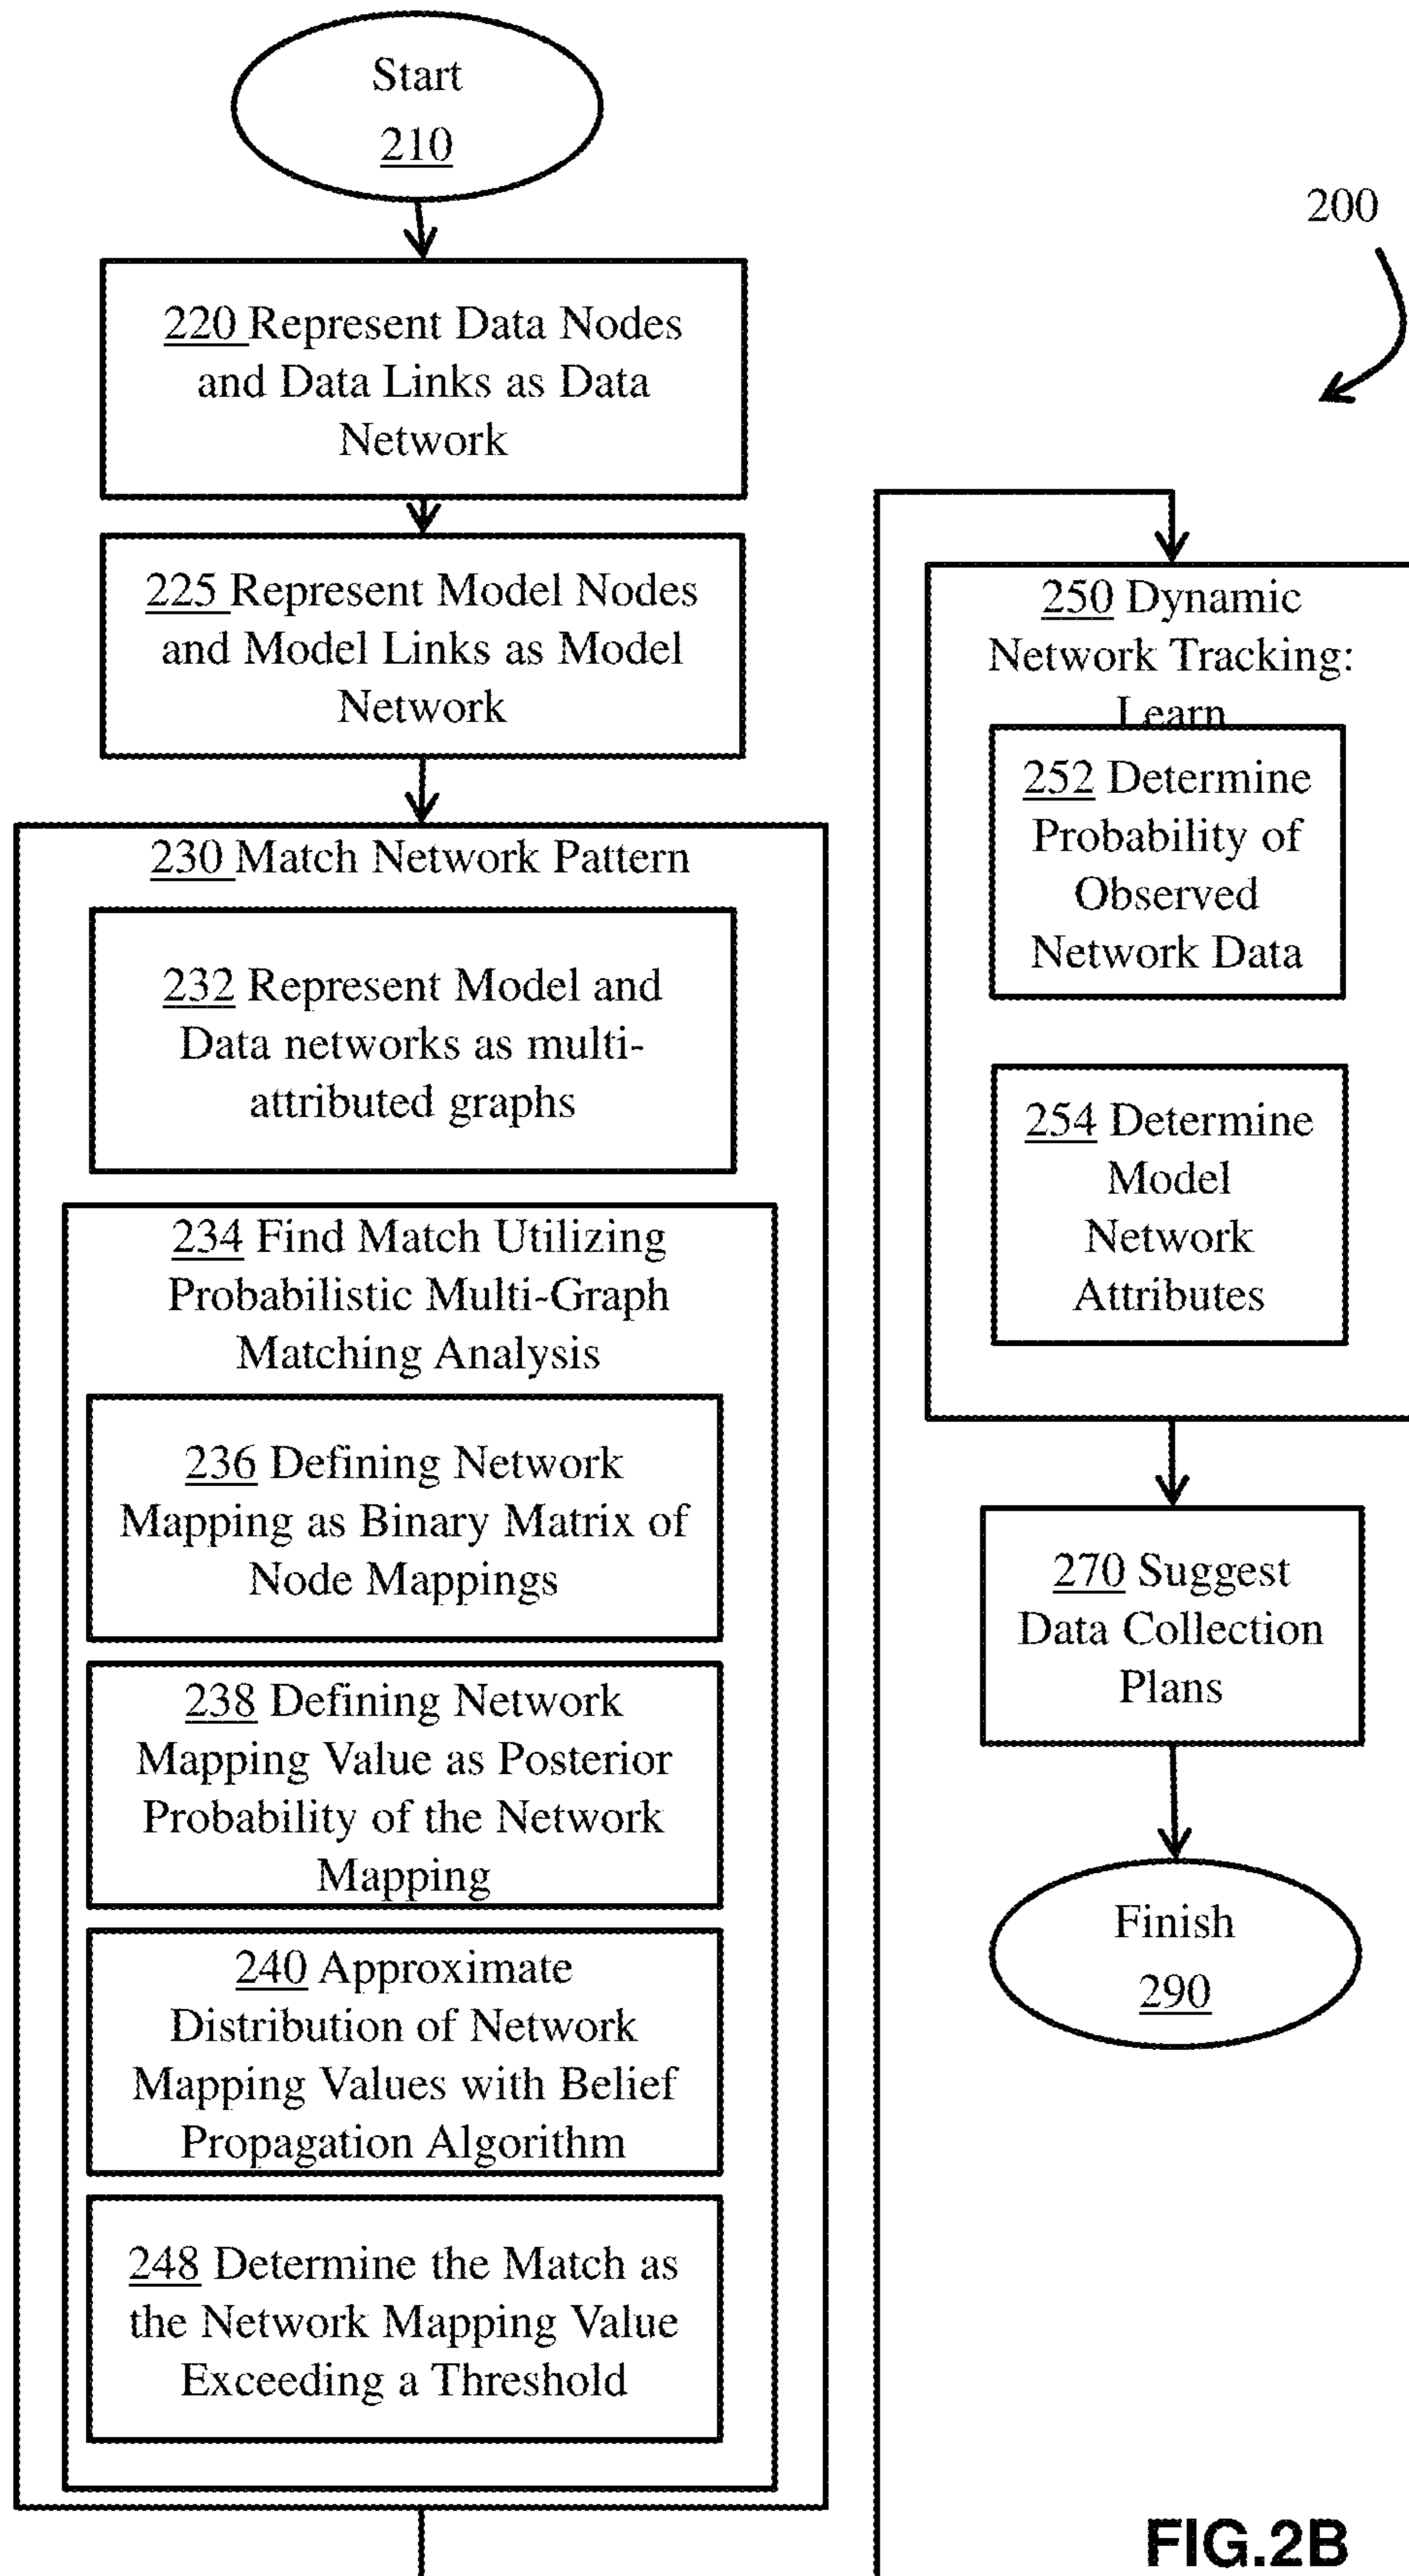 Start
210
220 Represent Data Nodes
and Data Links as Data
Network
225 Represent Model Nodes
and Model Links as Model
Network
230 Match Network Pattern
232 Represent Model and
Data networks as multi-
attributed graphs
234 Find Match Utilizing
Probabilistic Multi-Graph
Matching Analysis
236 Defining Network
Mapping as Binary Matrix of
Node Mappings
238 Defining Network
Mapping Value as Posterior
Probability of the Network
Mapping
240 Approximate
Distribution of Network
Mapping Values with Belief
Propagation Algorithm
248 Determine the Match as
the Network Mapping Value
Exceeding a Threshold
200
250 Dynamic
Network Tracking:
Learn
252 Determine
Probability of
Observed
Network Data
254 Determine
Model
Network
Attributes
270 Suggest
Data Collection
Plans
Finish
290
FIG.2B